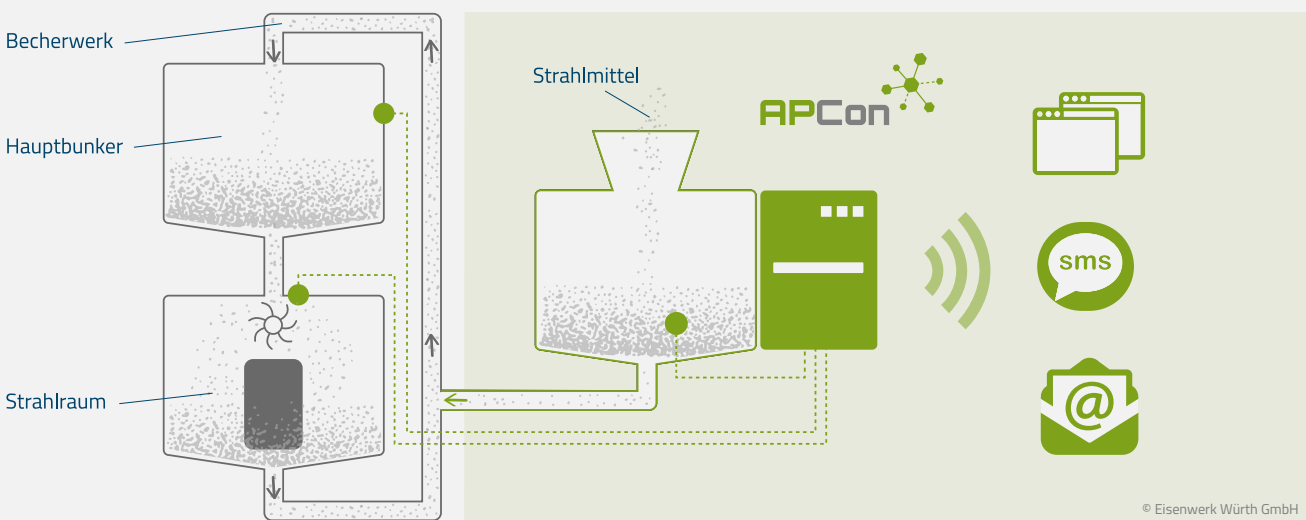 Becherwerk
Strahlmittel
APCon
Hauptbunker
sms
Strahlraum
@
© Eisenwerk Würth GmbH